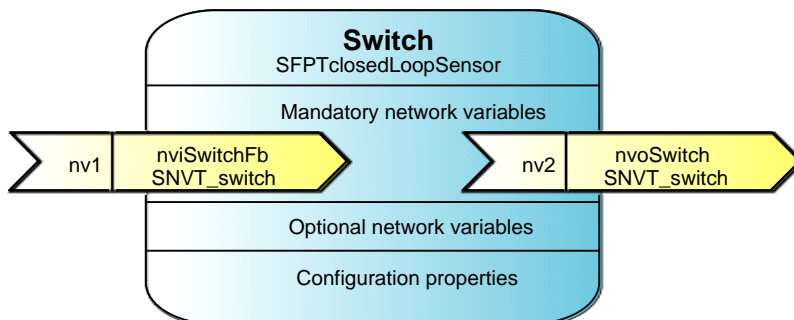 Switch
SFPTclosedLoopSensor
Mandatory network variables
nv1
nviSwitchFb
SNVT_switch
nv2
nvoSwitch
SNVT_switch
Optional network variables
Configuration properties